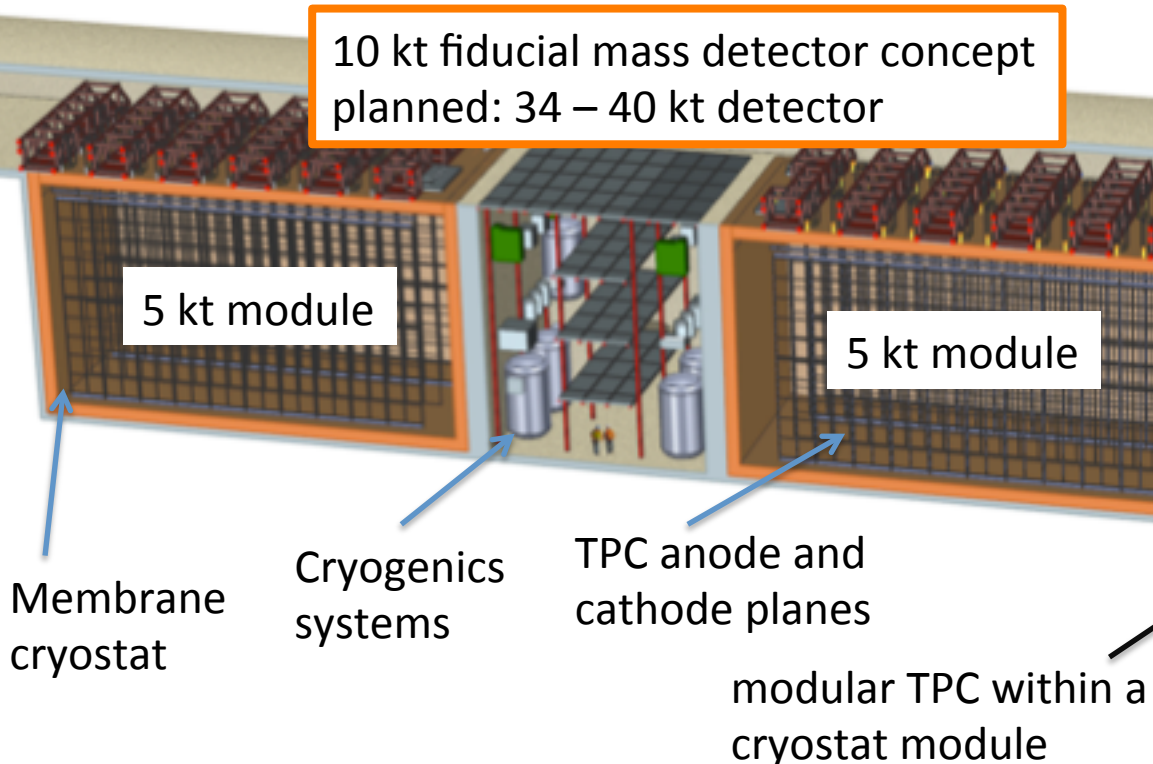 10 kt fiducial mass detector concept
planned: 34 – 40 kt detector
5 kt module
5 kt module
Membrane
cryostat
Cryogenics
systems
TPC anode and
cathode planes
modular TPC within a
cryostat module